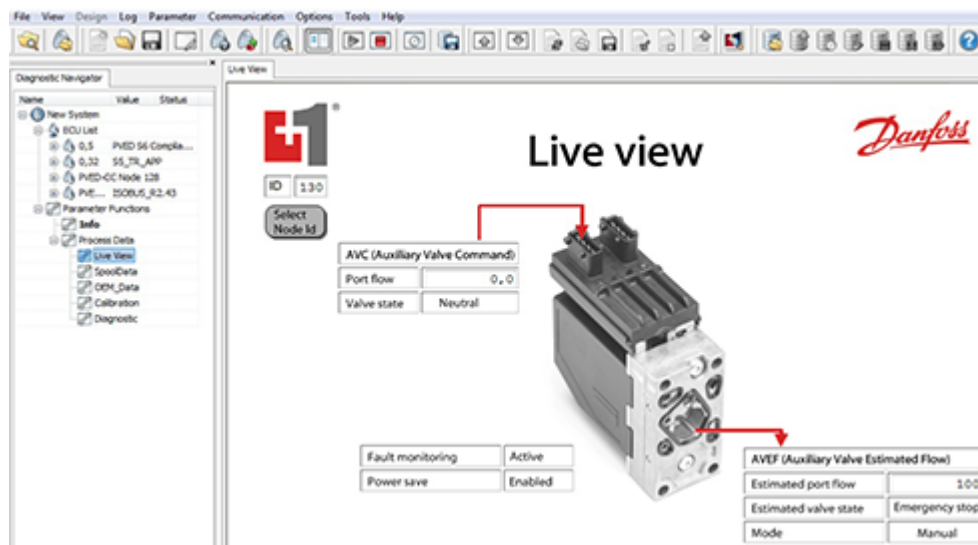 File View Design Log Parameter Communication Options Tools Help
Diagnostic Navigator
Name Value Status
New System
ECU List
0,5 PVED S6 Complia...
0,32 S5_TR_APP
PVED-CC Node 128
PVE... ISOBUS_R2.43
Parameter Functions
Info
Process Data
Live View
SpoolData
OEM_Data
Calibration
Diagnostic
Live View
+1
®
Live view
Danfoss
ID 130
Select
Node Id
AVC (Auxiliary Valve Command)
Port flow 0,0
Valve state Neutral
Fault monitoring Active
Power save Enabled
AVEF (Auxiliary Valve Estimated Flow)
Estimated port flow 100
Estimated valve state Emergency stop
Mode Manual